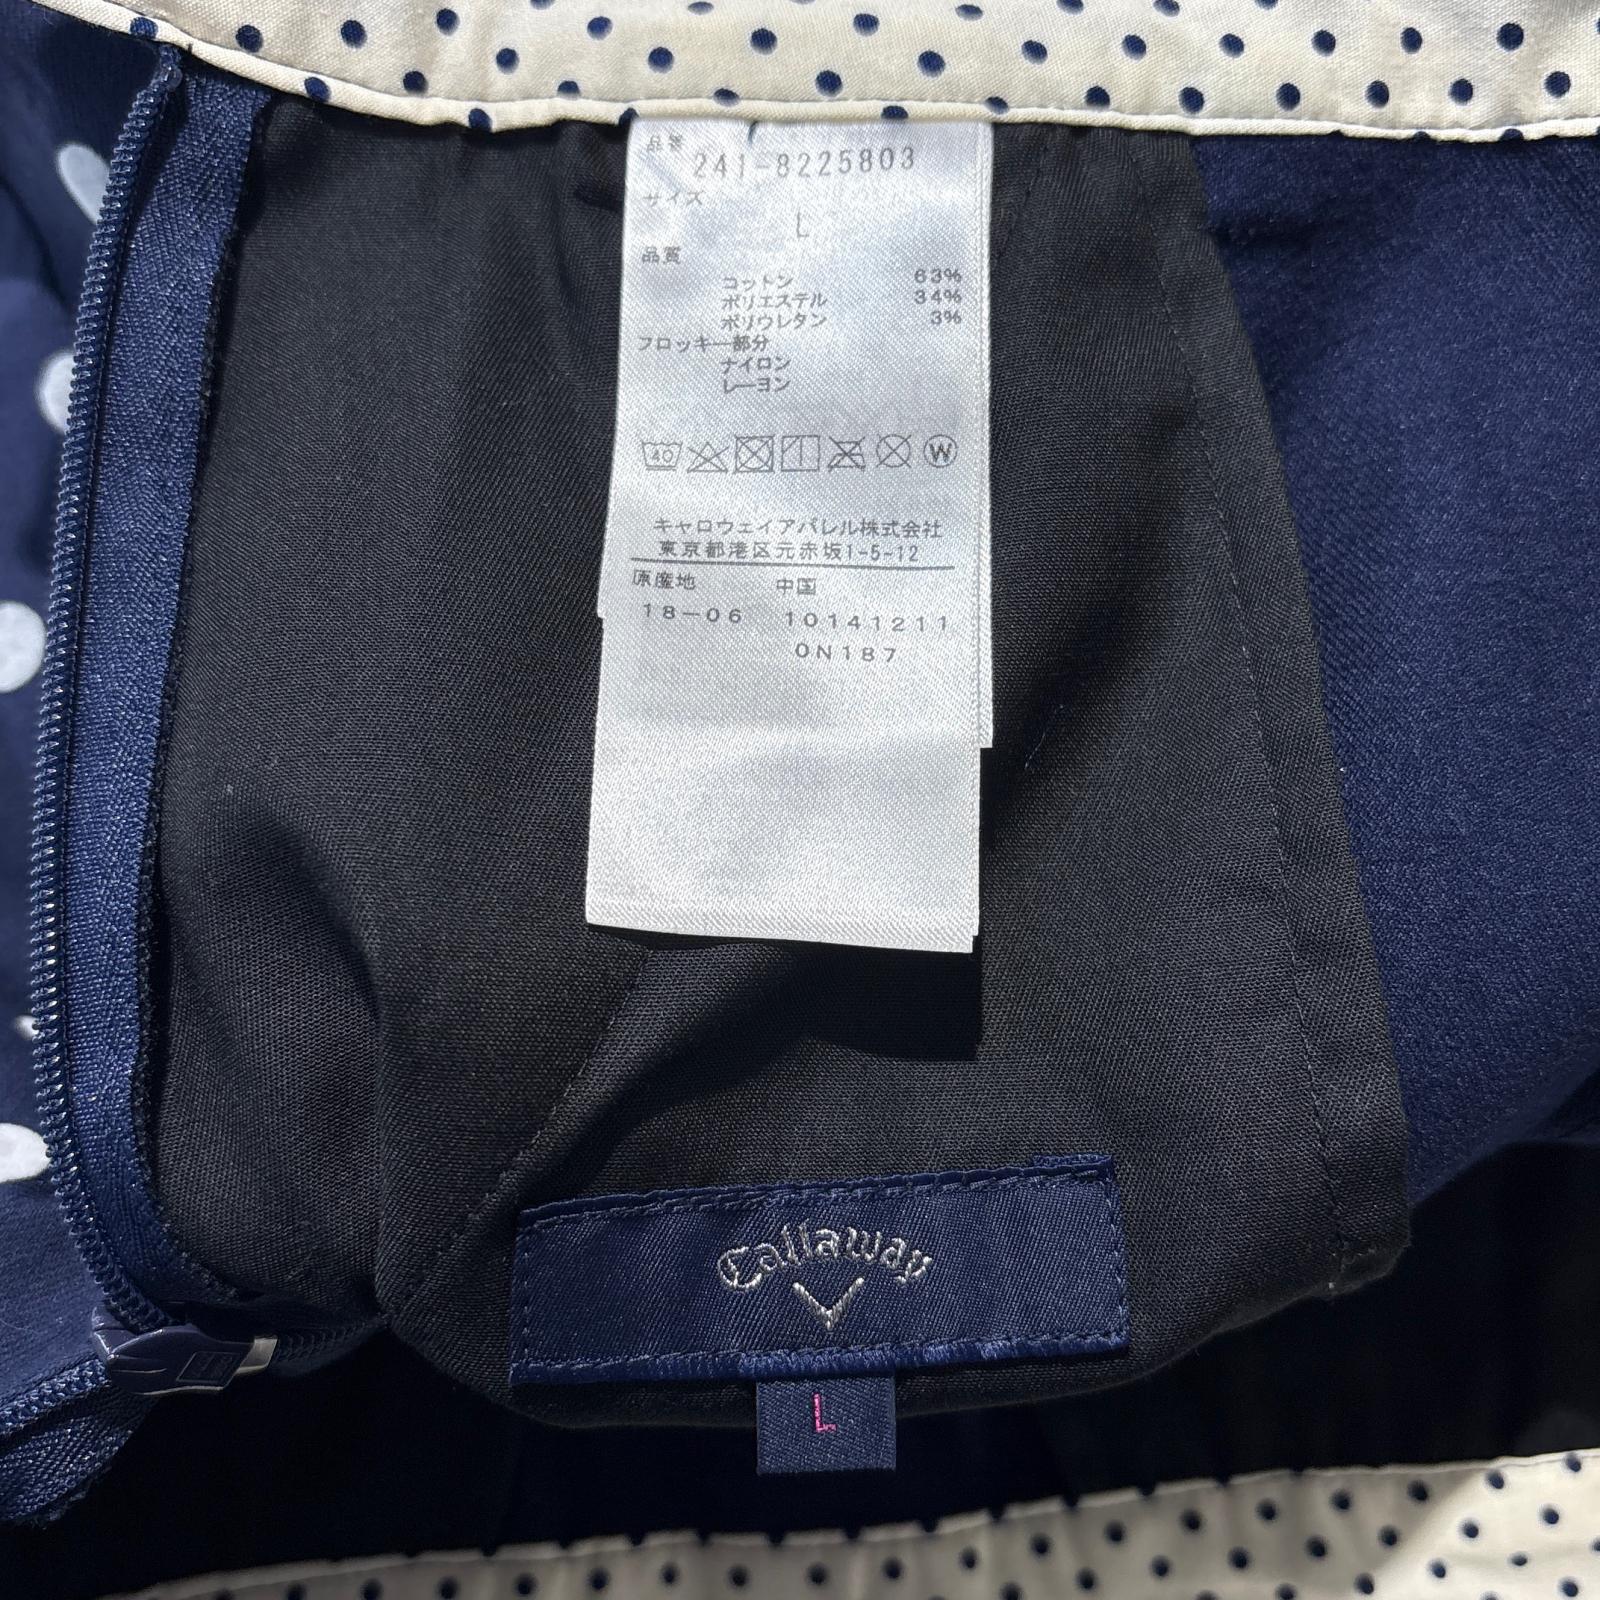 品番
241-8225803
サイズ
L
品質
コットン 63%
ポリエステル 34%
ポリウレタン 3%
フロッキー部分
ナイロン
レーヨン
40 W
キャロウェイアパレル株式会社
東京都港区元赤坂1-5-12
原産地 中国
18-06 10141211
0N187
Callaway
L